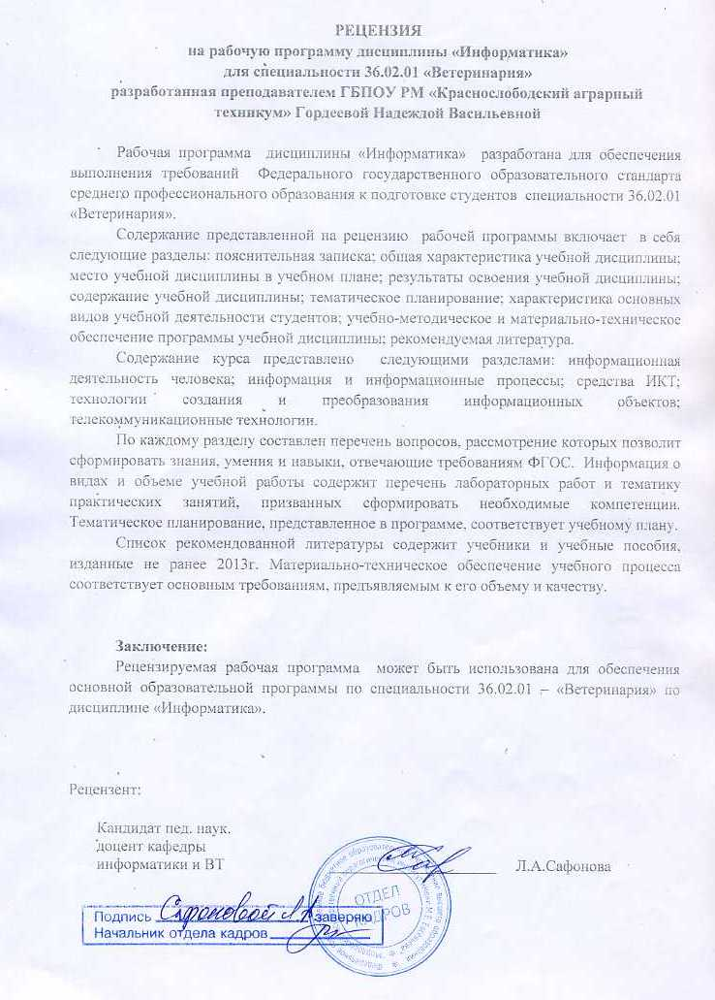 РЕЦЕНЗИЯ
на рабочую программу дисциплины «Информатика»
для специальности 36.02.01 «Ветеринария»
разработанная преподавателем ГБПОУ РМ «Краснослободский аграрный
техникум» Гордеевой Надеждой Васильевной
Рабочая программа дисциплины «Информатика» разработана для обеспечения
выполнения требований Федерального государственного образовательного стандарта
среднего профессионального образования к подготовке студентов специальности 36.02.01
«Ветеринария».
Содержание представленной на рецензию рабочей программы включает в себя
следующие разделы: пояснительная записка; общая характеристика учебной дисциплины;
место учебной дисциплины в учебном плане; результаты освоения учебной дисциплины;
содержание учебной дисциплины; тематическое планирование; характеристика основных
видов учебной деятельности студентов; учебно-методическое и материально-техническое
обеспечение программы учебной дисциплины; рекомендуемая литература.
Содержание курса представлено следующими разделами: информационная
деятельность человека; информация и информационные процессы; средства ИКТ;
технологии создания и преобразования информационных объектов;
телекоммуникационные технологии.
По каждому разделу составлен перечень вопросов, рассмотрение которых позволит
сформировать знания, умения и навыки, отвечающие требованиям ФГОС. Информация о
видах и объеме учебной работы содержит перечень лабораторных работ и тематику
практических занятий, призванных сформировать необходимые компетенции.
Тематическое планирование, представленное в программе, соответствует учебному плану.
Список рекомендованной литературы содержит учебники и учебные пособия,
изданные не ранее 2013г. Материально-техническое обеспечение учебного процесса
соответствует основным требованиям, предъявляемым к его объему и качеству.
Заключение:
Рецензируемая рабочая программа может быть использована для обеспечения
основной образовательной программы по специальности 36.02.01 – «Ветеринария» по
дисциплине «Информатика».
Рецензент:
Кандидат пед. наук,
доцент кафедры
информатики и ВТ
Л.А.Сафонова
ОТДЕЛ
КАДРОВ
Подпись Сафоновой Л.А. заверяю
Начальник отдела кадров